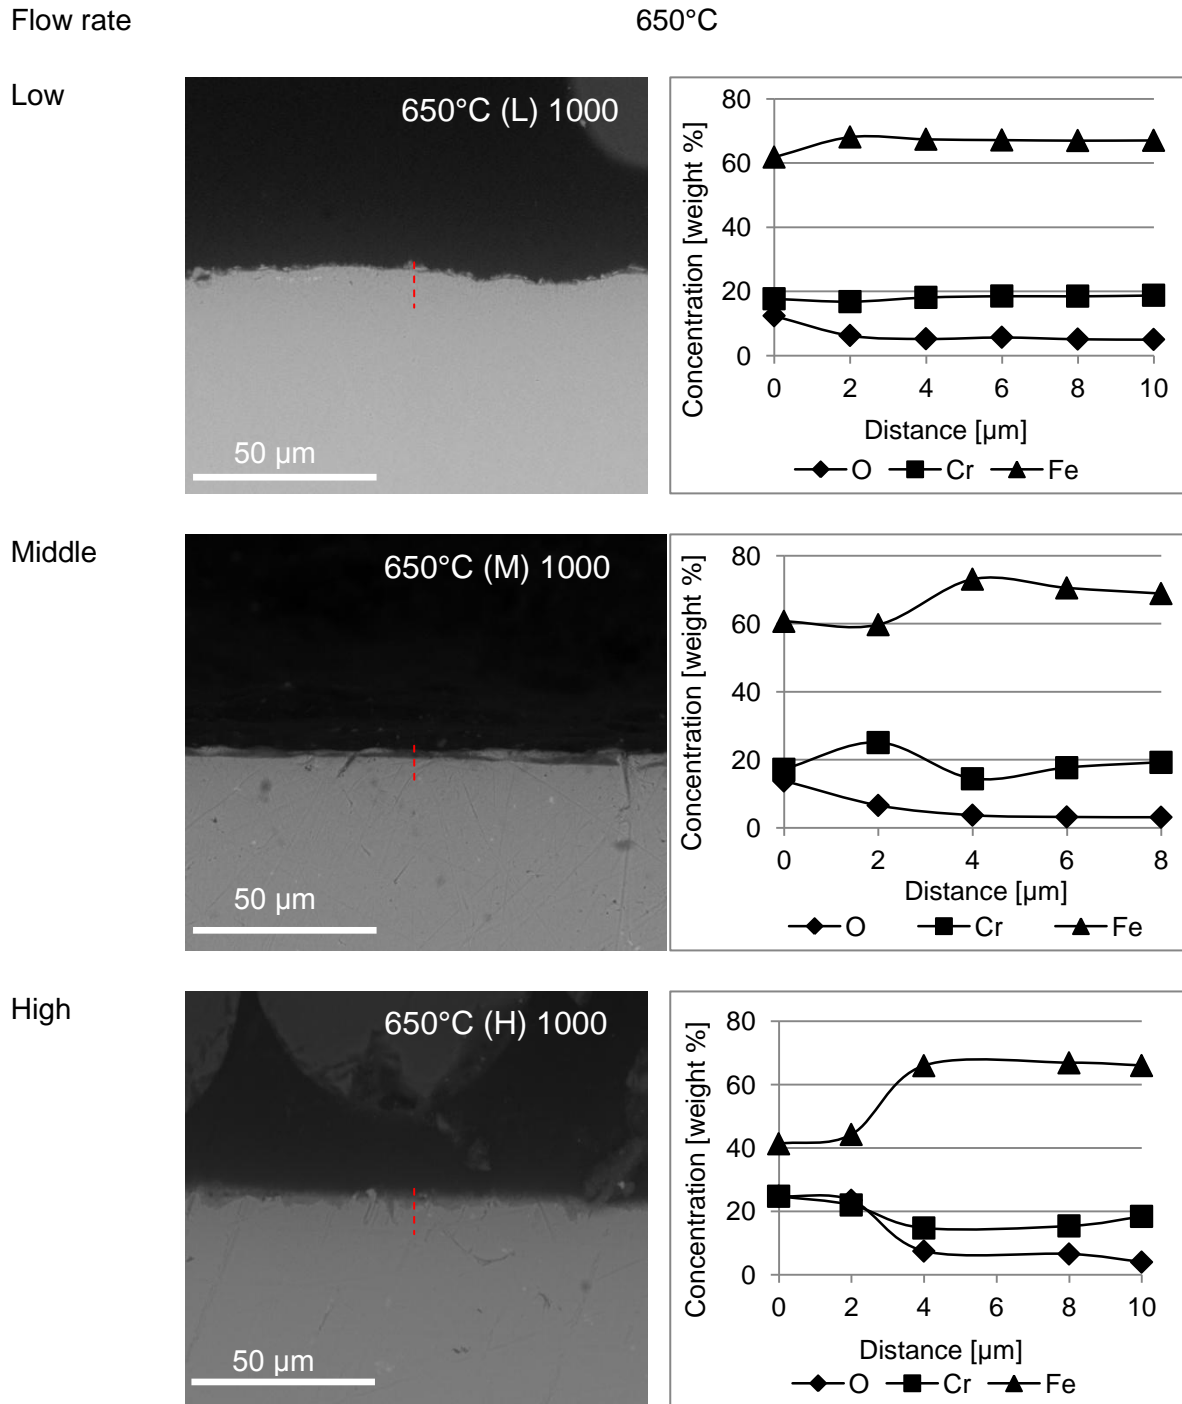 Flow rate 650°C
Low
650°C (L) 1000
50 µm
Concentration [weight %]
80
60
40
20
0
0 2 4 6 8 10
Distance [µm]
O Cr Fe
Middle
650°C (M) 1000
50 µm
Concentration [weight %]
80
60
40
20
0
0 2 4 6 8
Distance [µm]
O Cr Fe
High
650°C (H) 1000
50 µm
Concentration [weight %]
80
60
40
20
0
0 2 4 6 8 10
Distance [µm]
O Cr Fe